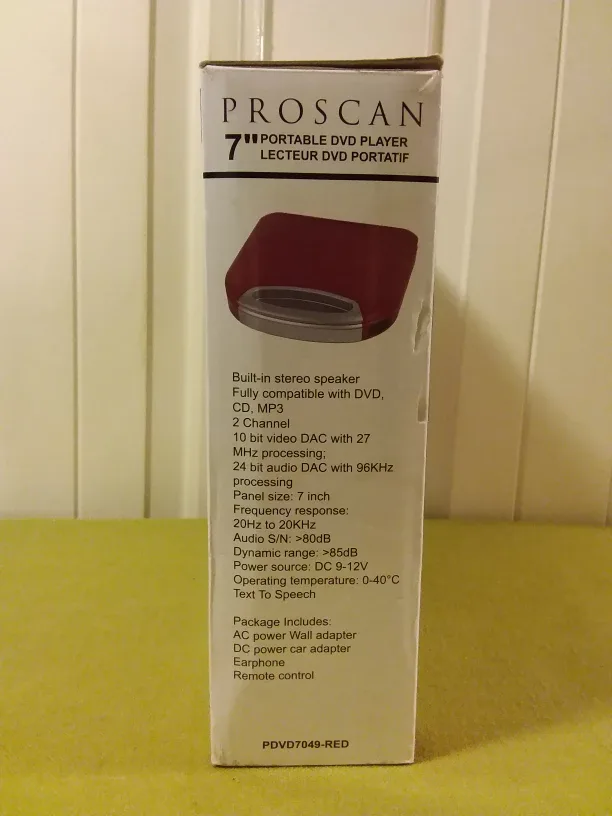 PROSCAN
7" PORTABLE DVD PLAYER
LECTEUR DVD PORTATIF
Built-in stereo speaker
Fully compatible with DVD,
CD, MP3
2 Channel
10 bit video DAC with 27
MHz processing;
24 bit audio DAC with 96KHz
processing
Panel size: 7 inch
Frequency response:
20Hz to 20KHz
Audio S/N: >80dB
Dynamic range: >85dB
Power source: DC 9-12V
Operating temperature: 0-40°C
Text To Speech
Package Includes:
AC power Wall adapter
DC power car adapter
Earphone
Remote control
PDVD7049-RED